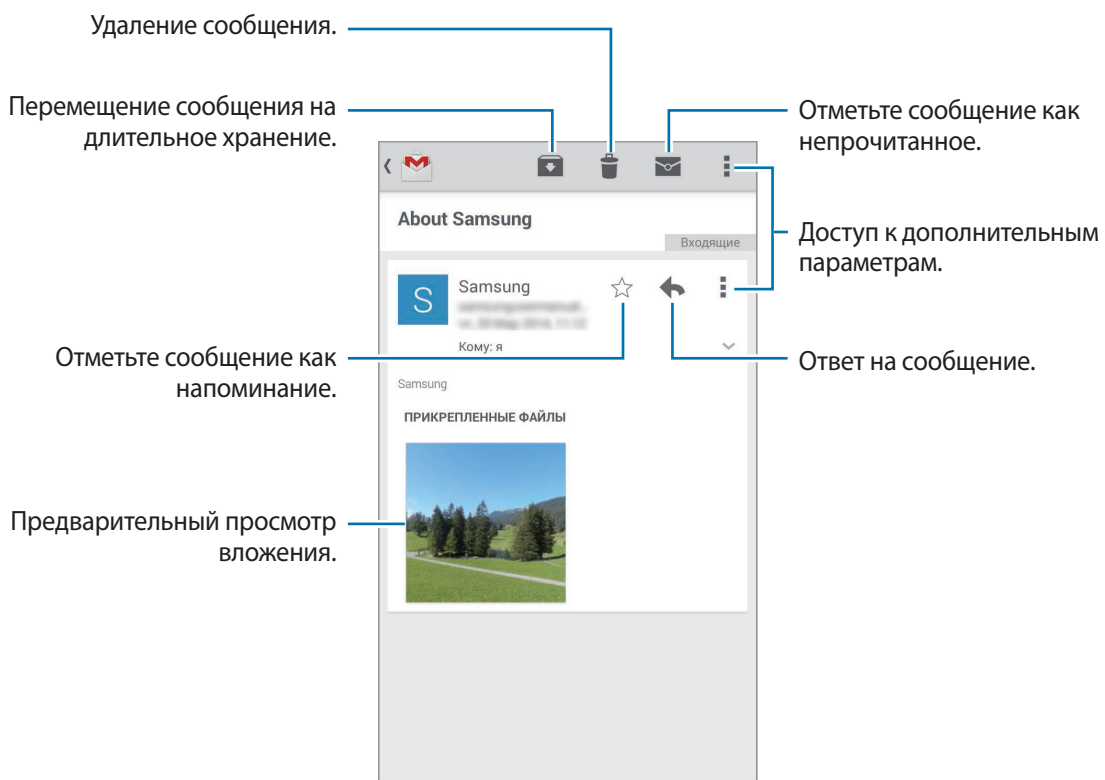 Удаление сообщения.
Перемещение сообщения на
длительное хранение.
Отметьте сообщение как
непрочитанное.
About Samsung
Входящие
Доступ к дополнительным
параметрам.
S
Samsung
Кому: я
Отметьте сообщение как
напоминание.
Ответ на сообщение.
Samsung
ПРИКРЕПЛЕННЫЕ ФАЙЛЫ
Предварительный просмотр
вложения.